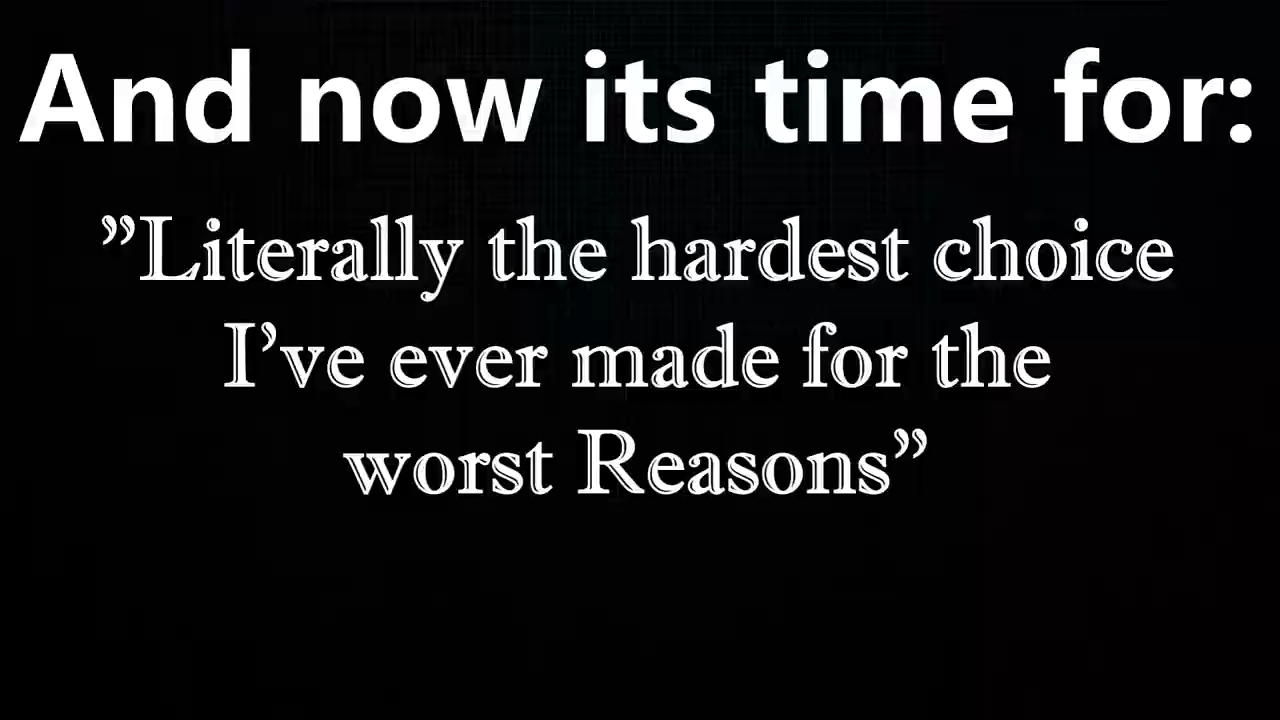 And now its time for:
”Literally the hardest choice
I’ve ever made for the
worst Reasons”